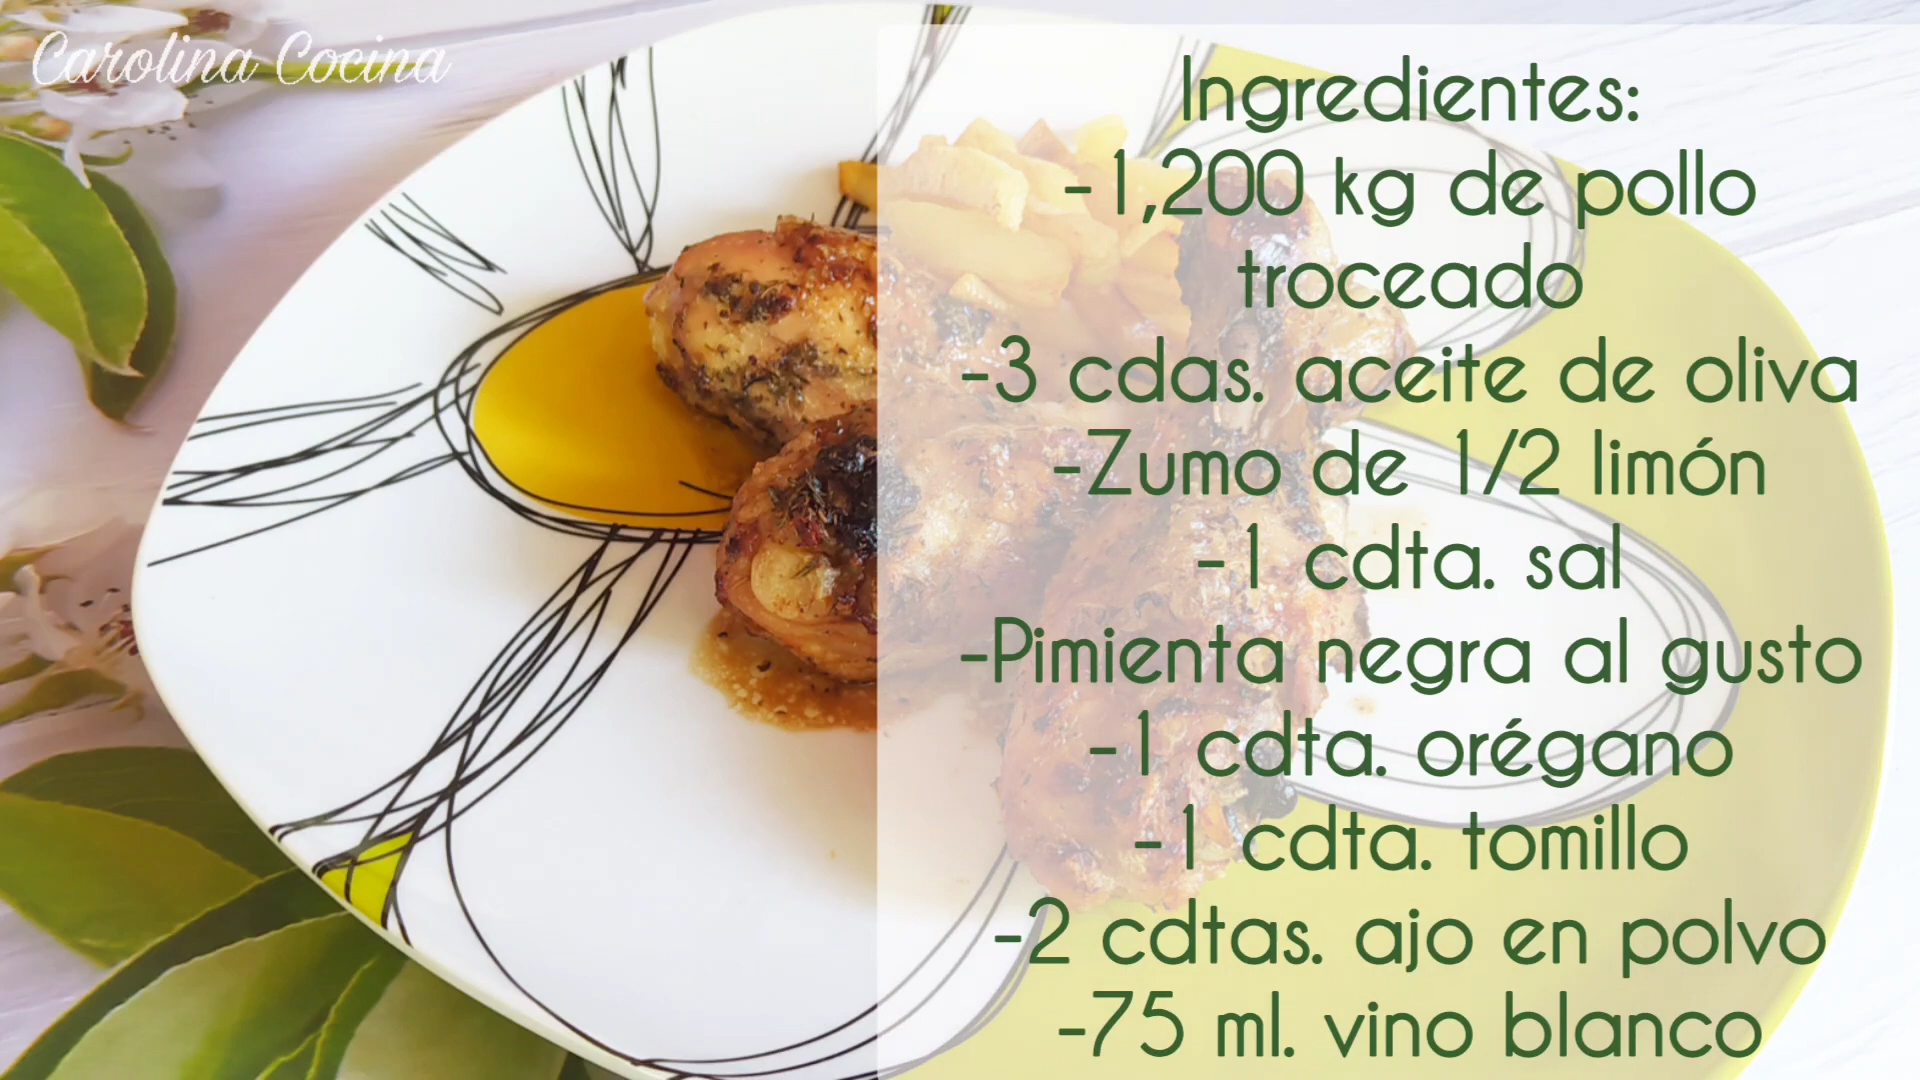 Carolina Cocina
Ingredientes:
-1,200 kg de pollo
troceado
-3 cdas. aceite de oliva
-Zumo de 1/2 limón
-1 cdta. sal
-Pimienta negra al gusto
-1 cdta. orégano
-1 cdta. tomillo
-2 cdtas. ajo en polvo
-75 ml. vino blanco